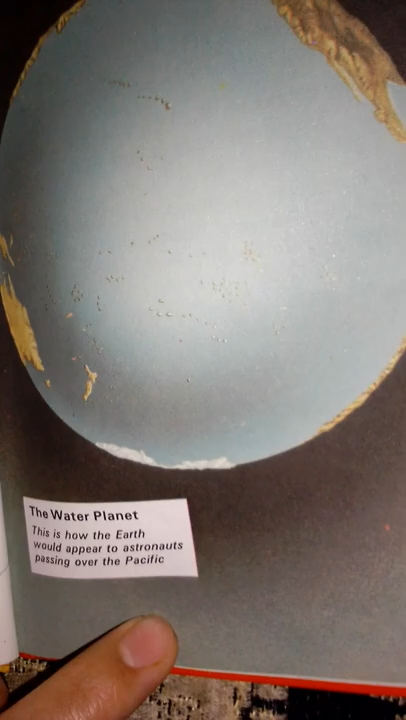 The Water Planet
This is how the Earth
would appear to astronauts
passing over the Pacific